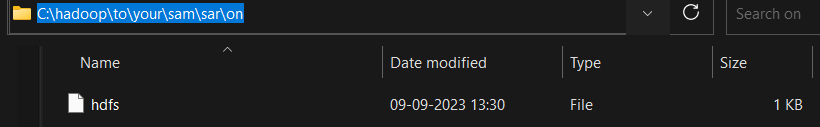 C:\hadoop\to\your\sam\sar\on Search on
Name Date modified Type Size
hdfs 09-09-2023 13:30 File 1 KB